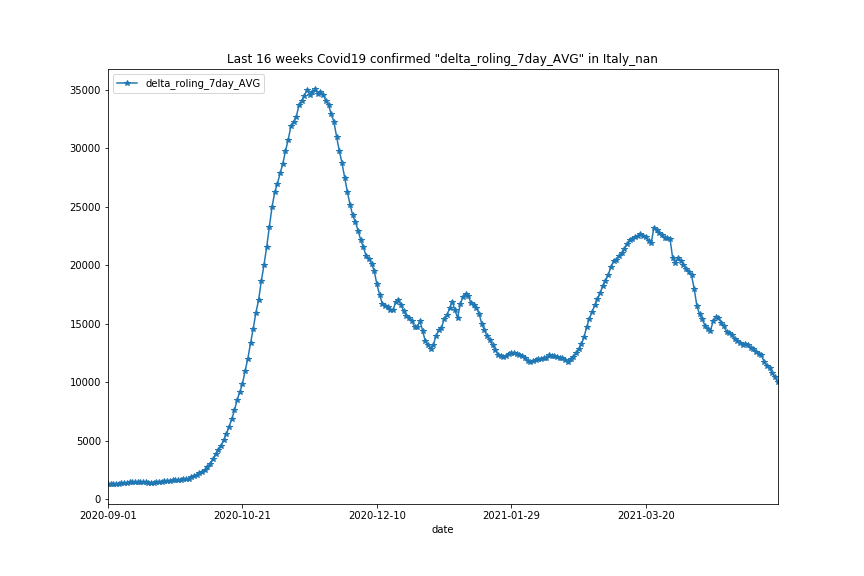 Last 16 weeks Covid19 confirmed "delta_roling_7day_AVG" in Italy_nan
delta_roling_7day_AVG
35000
30000
25000
20000
15000
10000
5000
0
2020-09-01 2020-10-21 2020-12-10 2021-01-29 2021-03-20
date